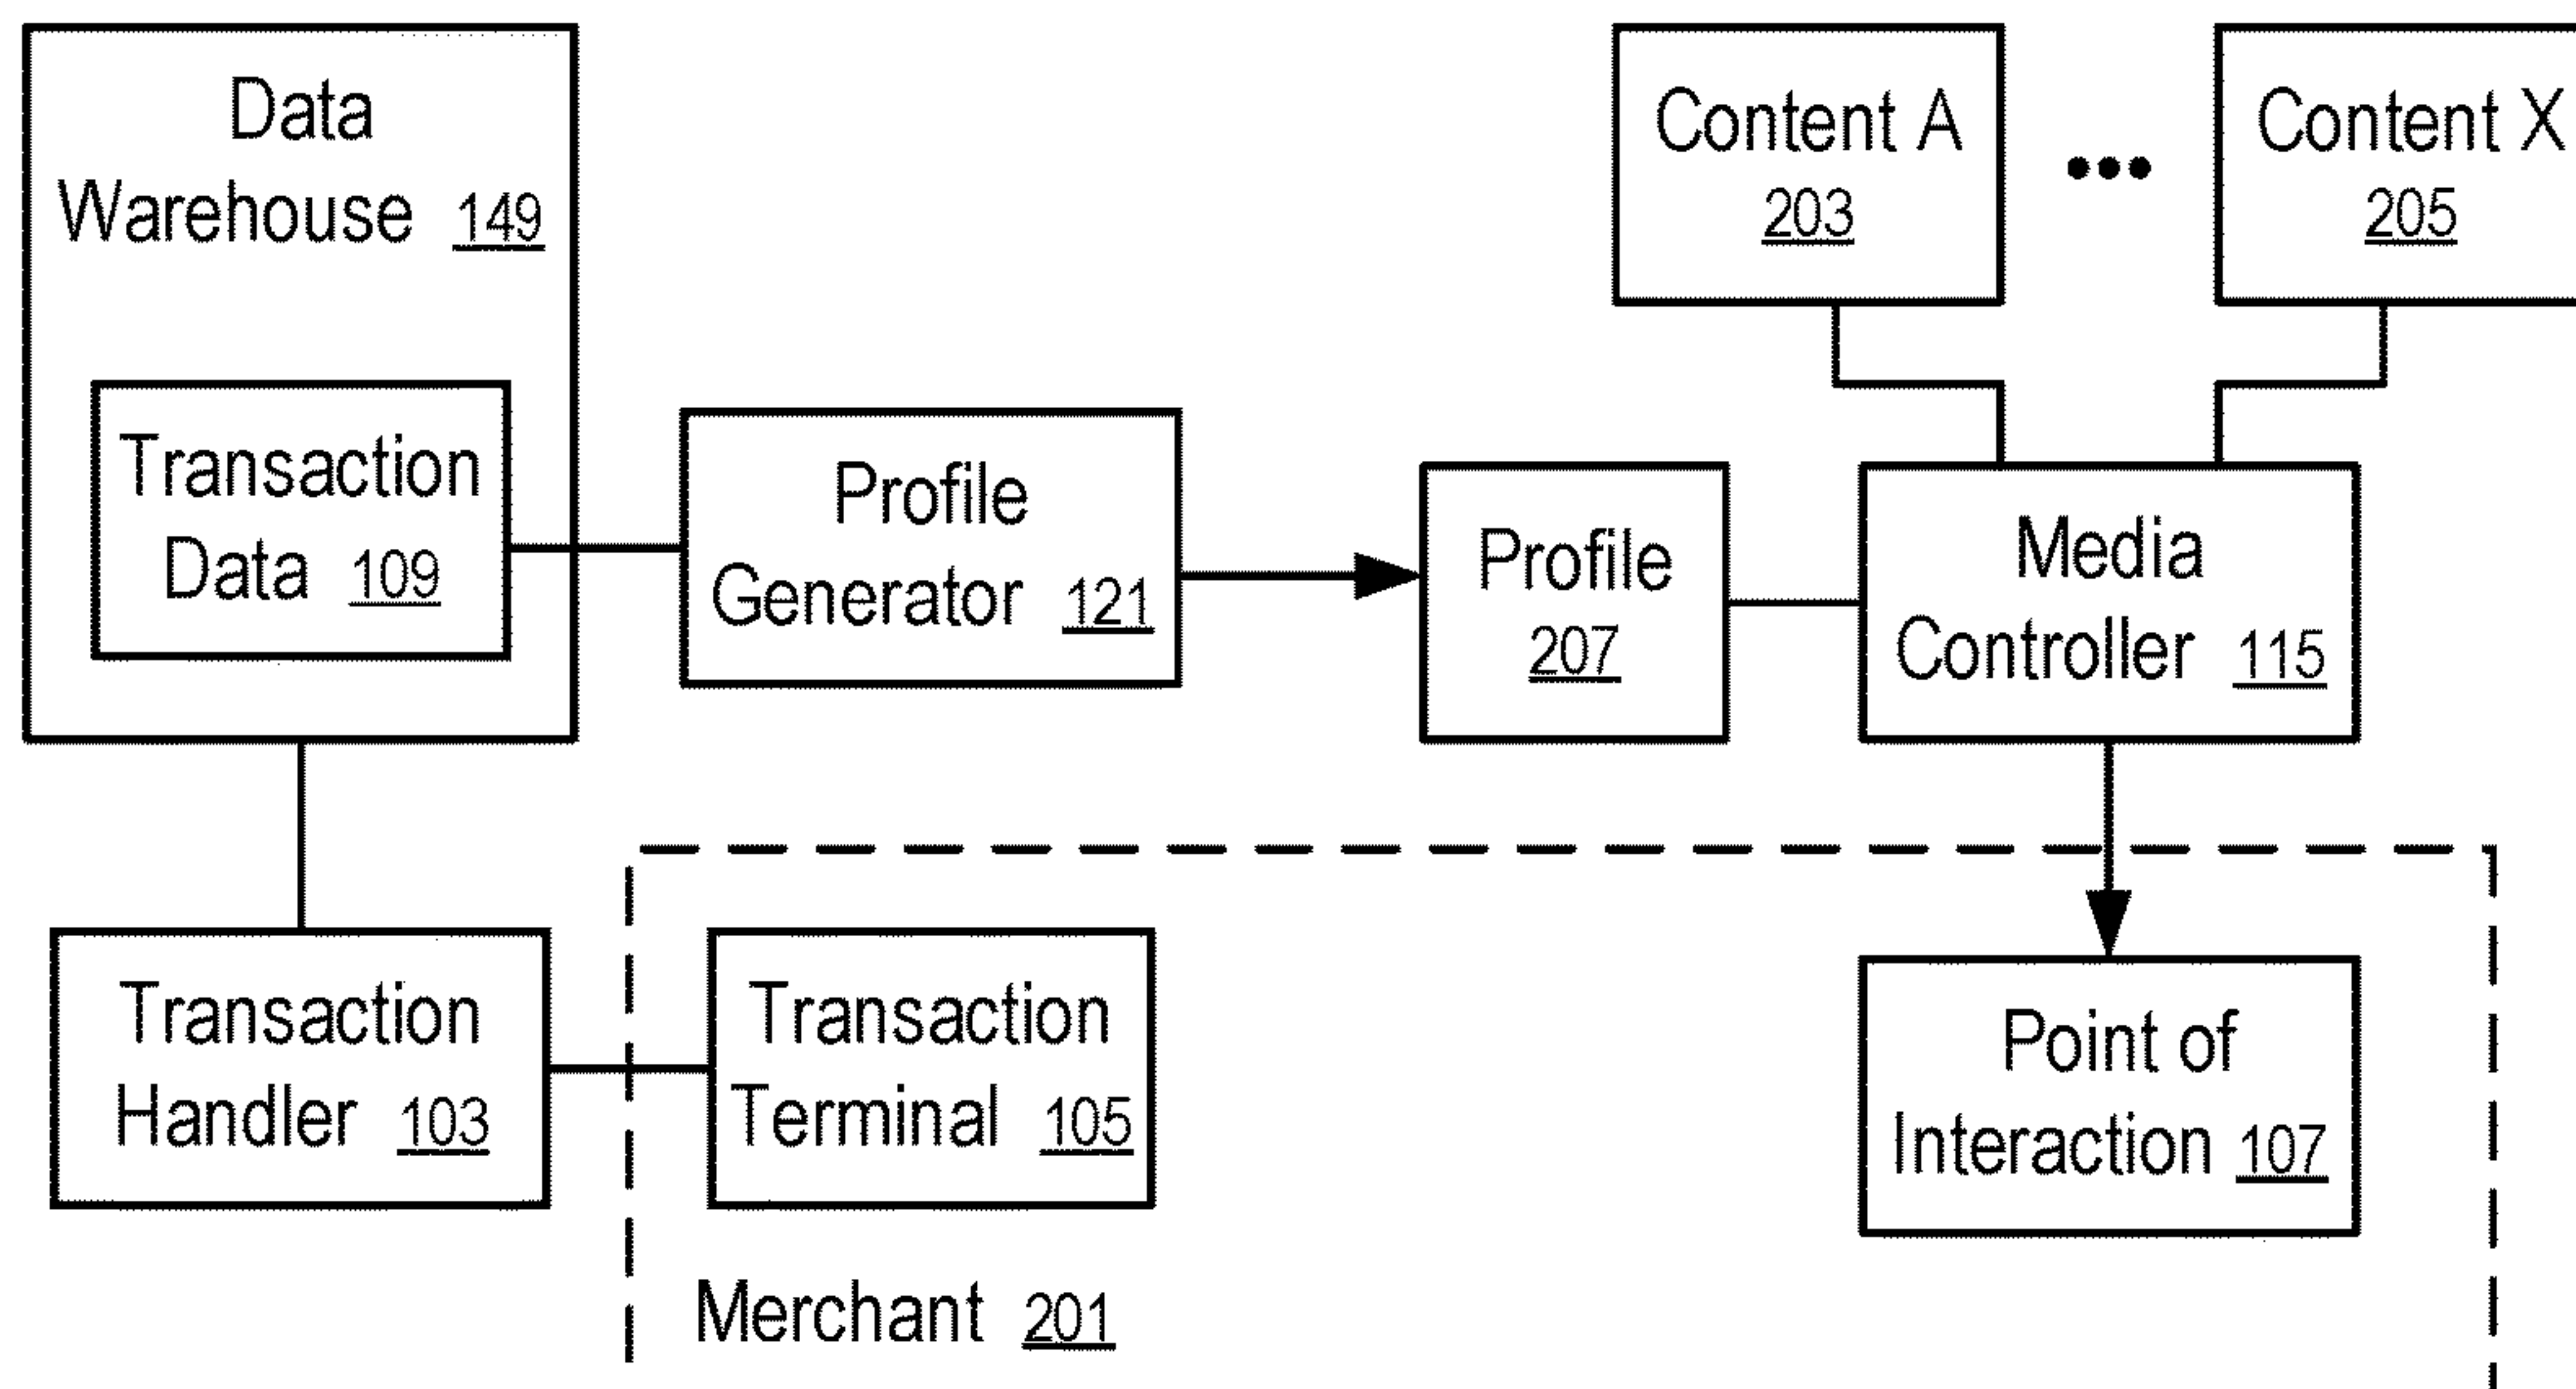 Data
Warehouse 149
Content A
203
Content X
205
Transaction
Data 109
Profile
Generator 121
Profile
207
Media
Controller 115
Transaction
Handler 103
Transaction
Terminal 105
Point of
Interaction 107
Merchant 201